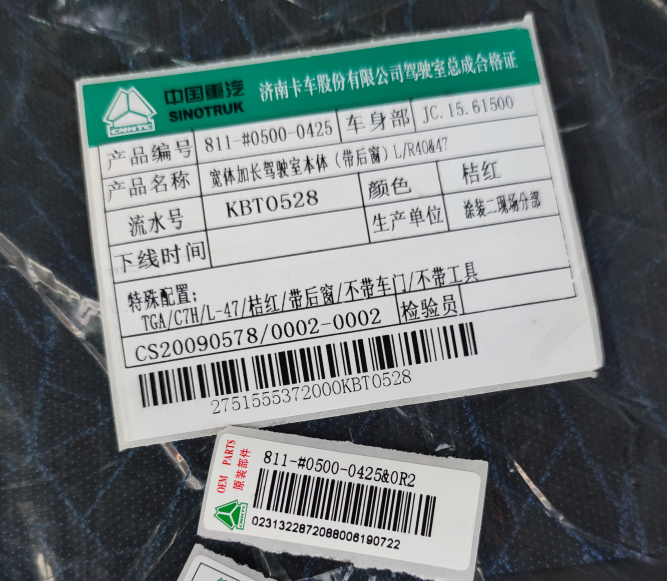 中国重汽
SINOTRUK
济南卡车股份有限公司驾驶室总成合格证
CNHTC
产品编号 811-#0500-0425 车身部 JC.15.61500
产品名称 宽体加长驾驶室本体(带后窗)L/R40&47
流水号 KBT0528 颜色 桔红
下线时间 生产单位 涂装二现场分部
特殊配置:
TGA/C7H/L-47/桔红/带后窗/不带车门/不带工具
CS20090578/0002-0002 检验员
2751555372000KBT0528
OEM PARTS
原装部件
CNHTC
811-#0500-0425&0R2
0231322872088006190722